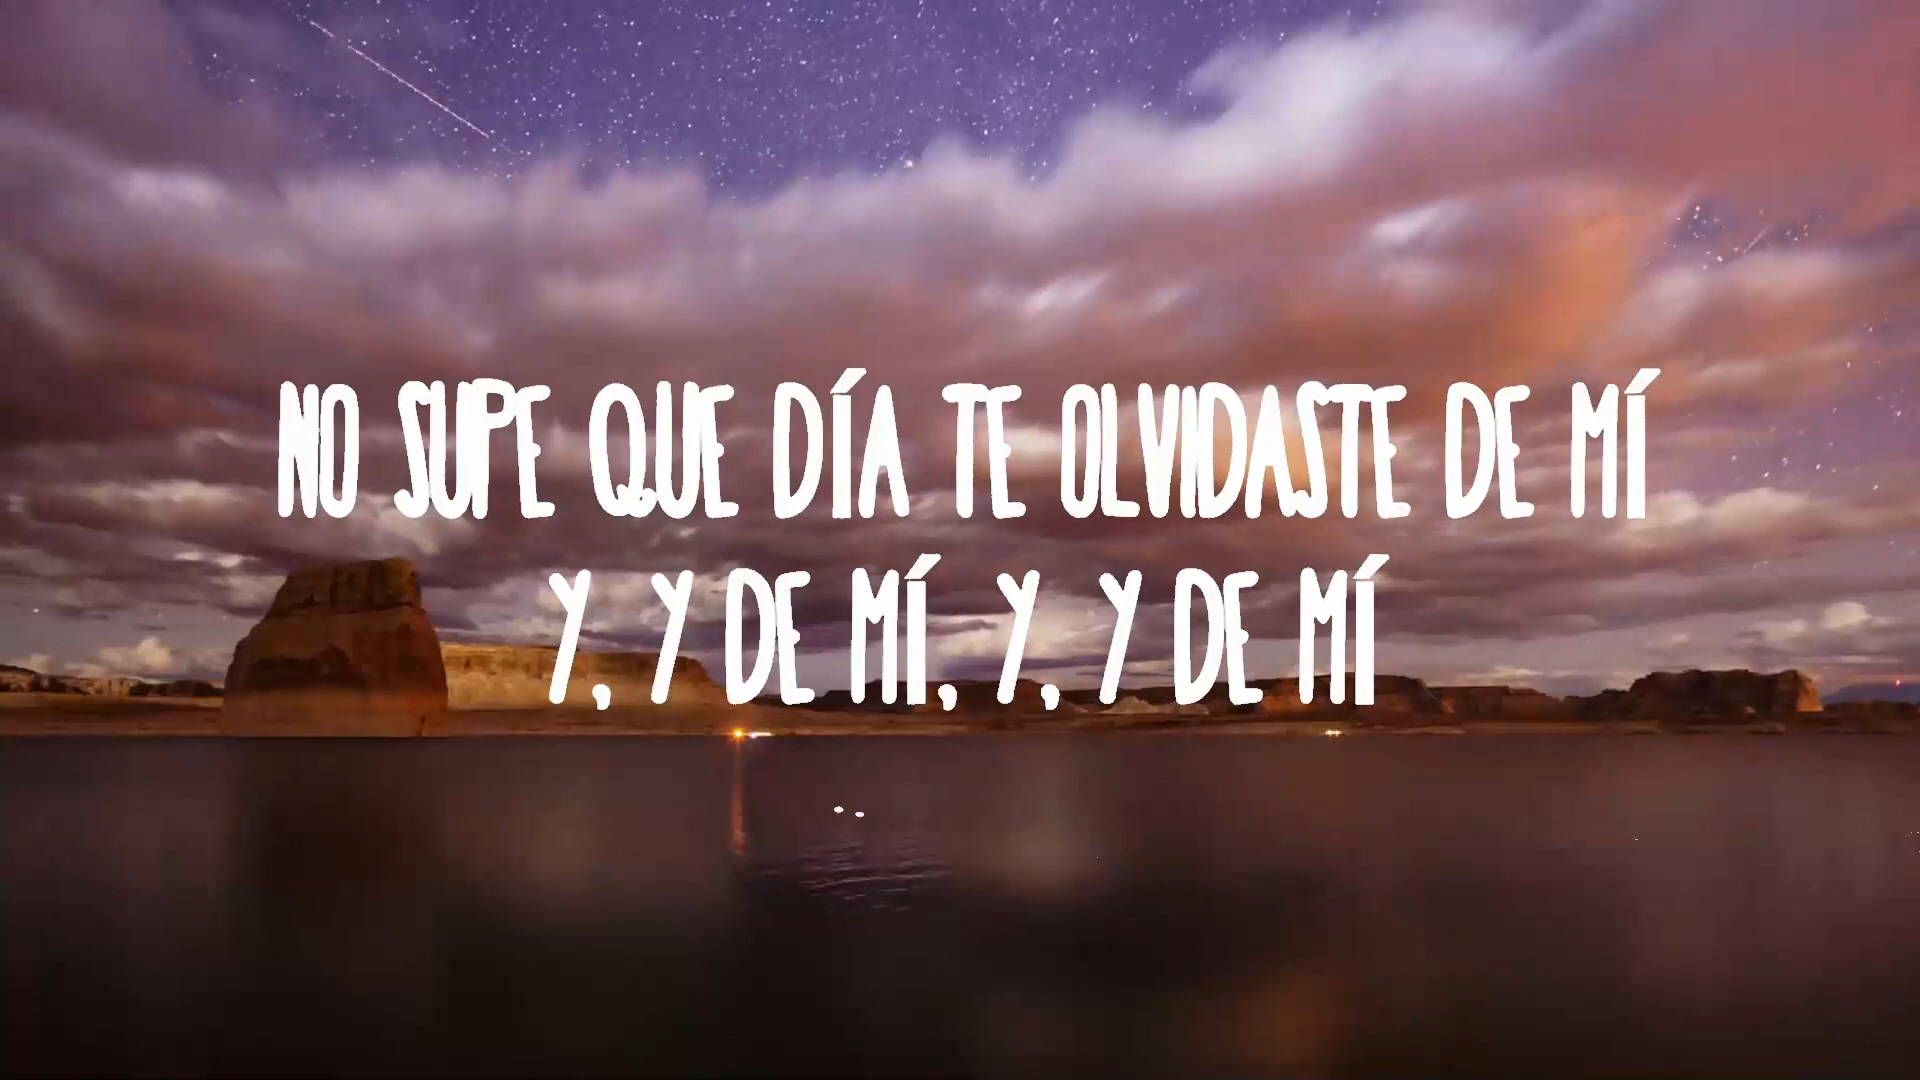 NO SUPE QUE DÍA TE OLVIDASTE DE MÍ
Y, Y DE MÍ, Y, Y DE MÍ